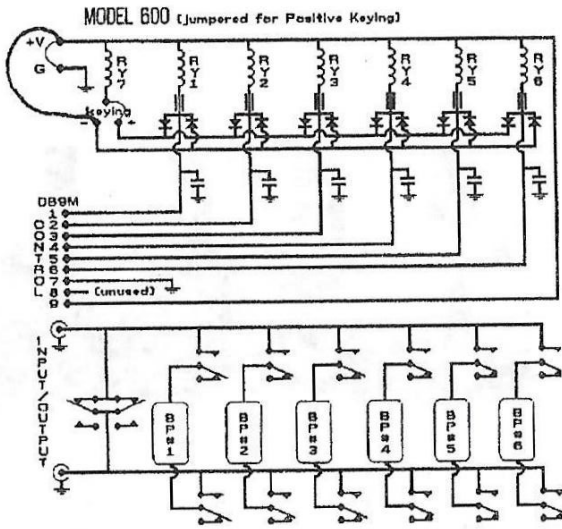 MODEL 600 (Jumpered for Positive Keying)
+V
G
RY7
RY1
RY2
RY3
RY4
RY5
RY6
Keying
- +
DB9M
CONTROL
1
2
3
4
5
6
7
8 (unused)
9
INPUT/OUTPUT
BP#1
BP#2
BP#3
BP#4
BP#5
BP#6